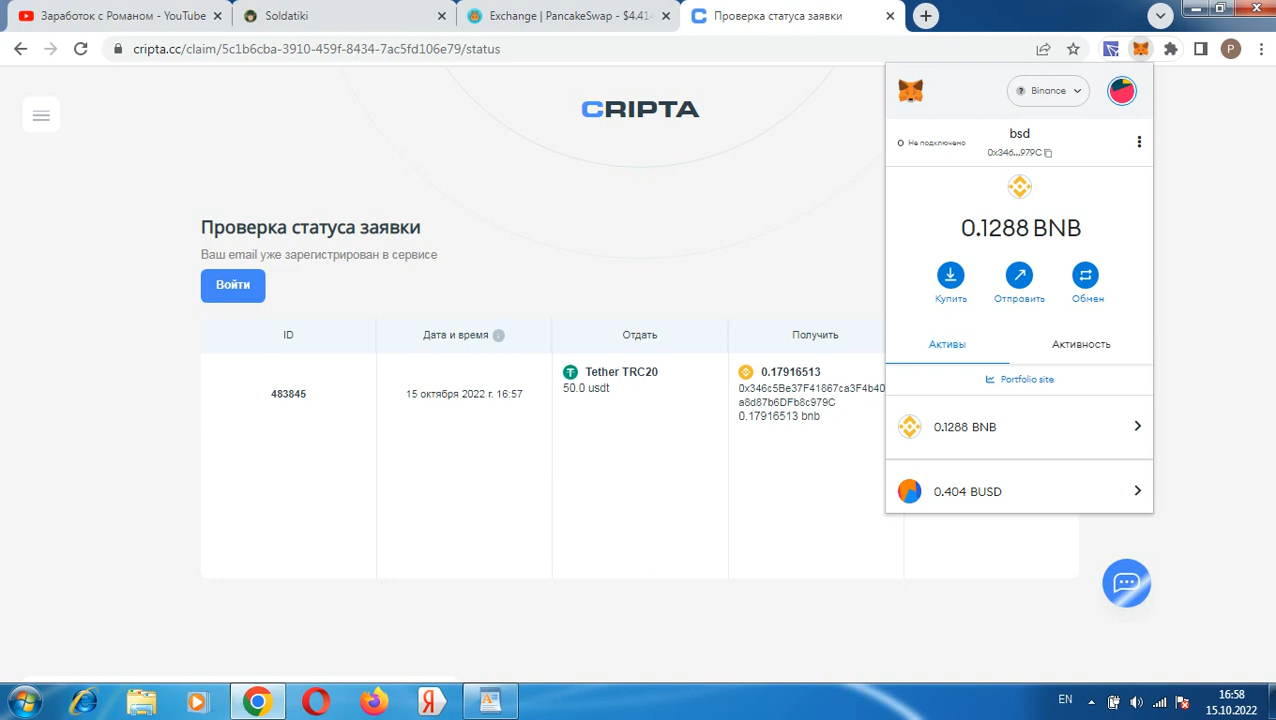 Заработок с Романом - YouTube
Soldatiki
Exchange | PancakeSwap - $4.414
Проверка статуса заявки
cripta.cc/claim/5c1b6cba-3910-459f-8434-7ac5fd106e79/status
P
CRIPTA
Проверка статуса заявки
Ваш email уже зарегистрирован в сервисе
Войти
ID
Дата и время
Отдать
Получить
483845
15 октября 2022 г. 16:57
Tether TRC20
50.0 usdt
0.17916513
0x346c5Be37F41867ca3F4b40
a8d87b6DFb8c979C
0.17916513 bnb
Binance
Не подключено
bsd
0x346...979C
0.1288 BNB
Купить
Отправить
Обмен
Активы
Активность
Portfolio site
0.1288 BNB
0.404 BUSD
EN
16:58
15.10.2022